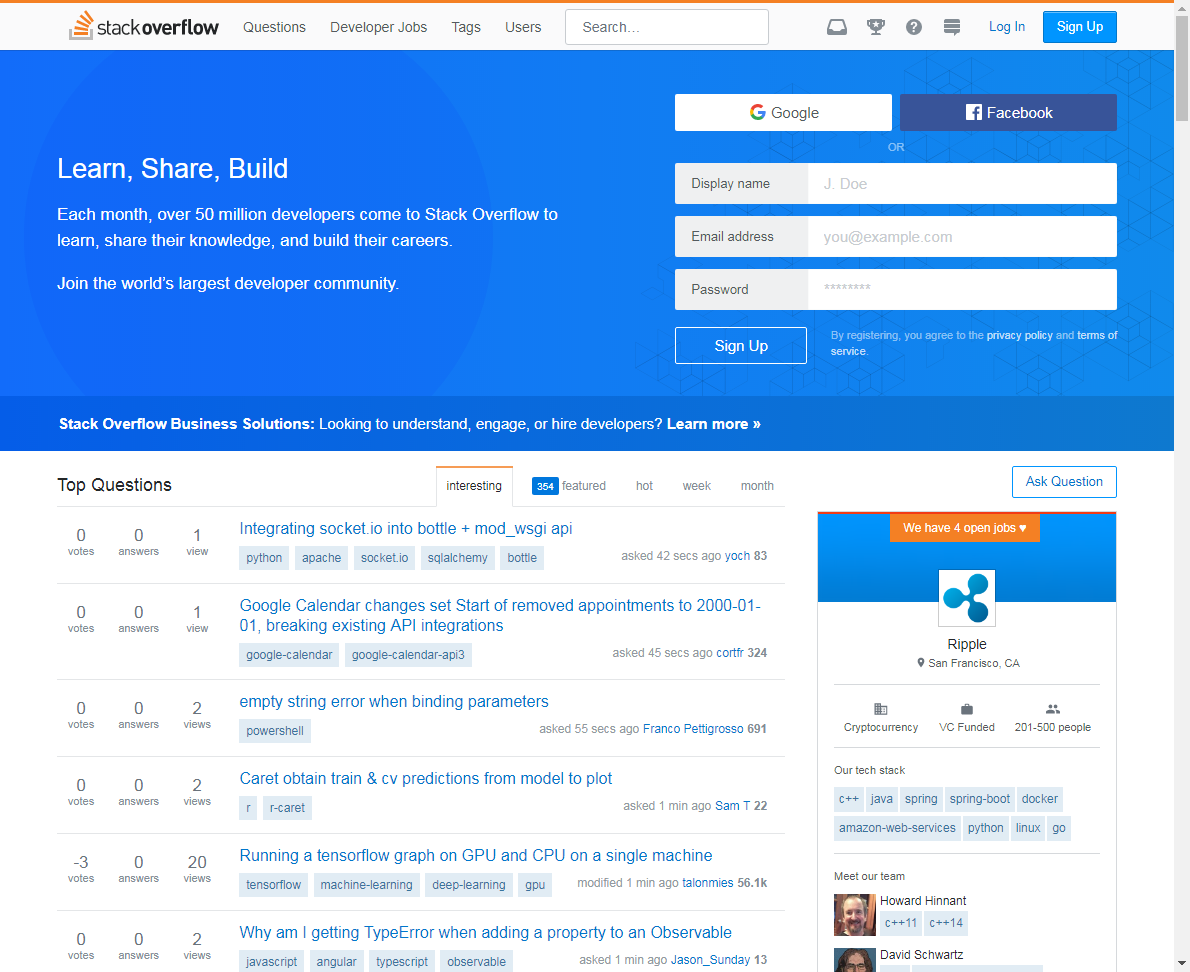 stackoverflow Questions Developer Jobs Tags Users Search... Log In Sign Up
Google Facebook
OR
Learn, Share, Build
Each month, over 50 million developers come to Stack Overflow to
learn, share their knowledge, and build their careers.
Join the world's largest developer community.
Display name J. Doe
Email address you@example.com
Password ********
Sign Up
By registering, you agree to the privacy policy and terms of
service.
Stack Overflow Business Solutions: Looking to understand, engage, or hire developers? Learn more »
Top Questions interesting 354 featured hot week month
Ask Question
0 votes 0 answers 1 view
Integrating socket.io into bottle + mod_wsgi api
python apache socket.io sqlalchemy bottle
asked 42 secs ago yoch 83
0 votes 0 answers 1 view
Google Calendar changes set Start of removed appointments to 2000-01-
01, breaking existing API integrations
google-calendar google-calendar-api3
asked 45 secs ago cortfr 324
0 votes 0 answers 2 views
empty string error when binding parameters
powershell
asked 55 secs ago Franco Pettigrosso 691
0 votes 0 answers 2 views
Caret obtain train & cv predictions from model to plot
r r-caret
asked 1 min ago Sam T 22
-3 votes 0 answers 20 views
Running a tensorflow graph on GPU and CPU on a single machine
tensorflow machine-learning deep-learning gpu
modified 1 min ago talonmies 56.1k
0 votes 0 answers 2 views
Why am I getting TypeError when adding a property to an Observable
javascript angular typescript observable
asked 1 min ago Jason_Sunday 13
We have 4 open jobs ♥
Ripple
San Francisco, CA
Cryptocurrency VC Funded 201-500 people
Our tech stack
c++ java spring spring-boot docker
amazon-web-services python linux go
Meet our team
Howard Hinnant
c++11 c++14
David Schwartz